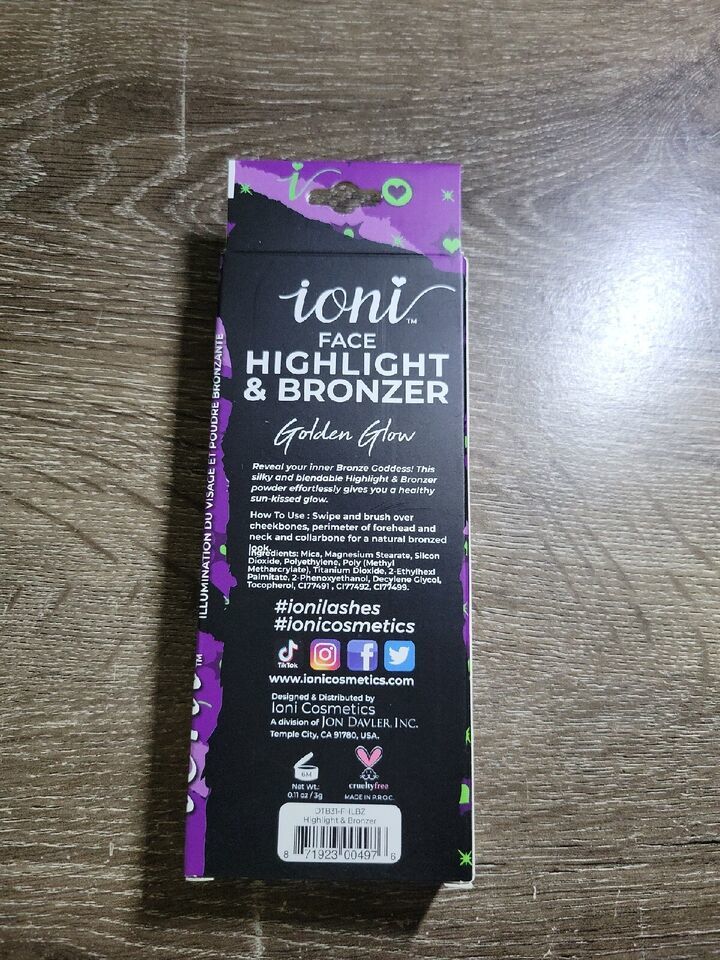 ioni™
FACE
HIGHLIGHT
& BRONZER
Golden Glow
Reveal your inner Bronze Goddess! This
silky and blendable Highlight & Bronzer
powder effortlessly gives you a healthy
sun-kissed glow.
How To Use : Swipe and brush over
cheekbones, perimeter of forehead and
neck and collarbone for a natural bronzed
look.
Ingredients: Mica, Magnesium Stearate, Silicon
Dioxide, Polyethylene, Poly (Methyl
Metharcrylate), Titanium Dioxide, 2-Ethylhexl
Palmitate, 2-Phenoxyethanol, Decylene Glycol,
Tocopherol, CI77491 , CI77492, CI77499.
#ionilashes
#ionicosmetics
TikTok
www.ionicosmetics.com
Designed & Distributed by
Ioni Cosmetics
A division of JON DAVLER, INC.
Temple City, CA 91780, USA.
6M
Net Wt.:
0.11 oz / 3g
crueltyfree
MADE IN P.R.O.C.
Highlight & Bronzer
8 71923 00497 6
ILLUMINATION DU VISAGE ET POUDRE BRONZANTE